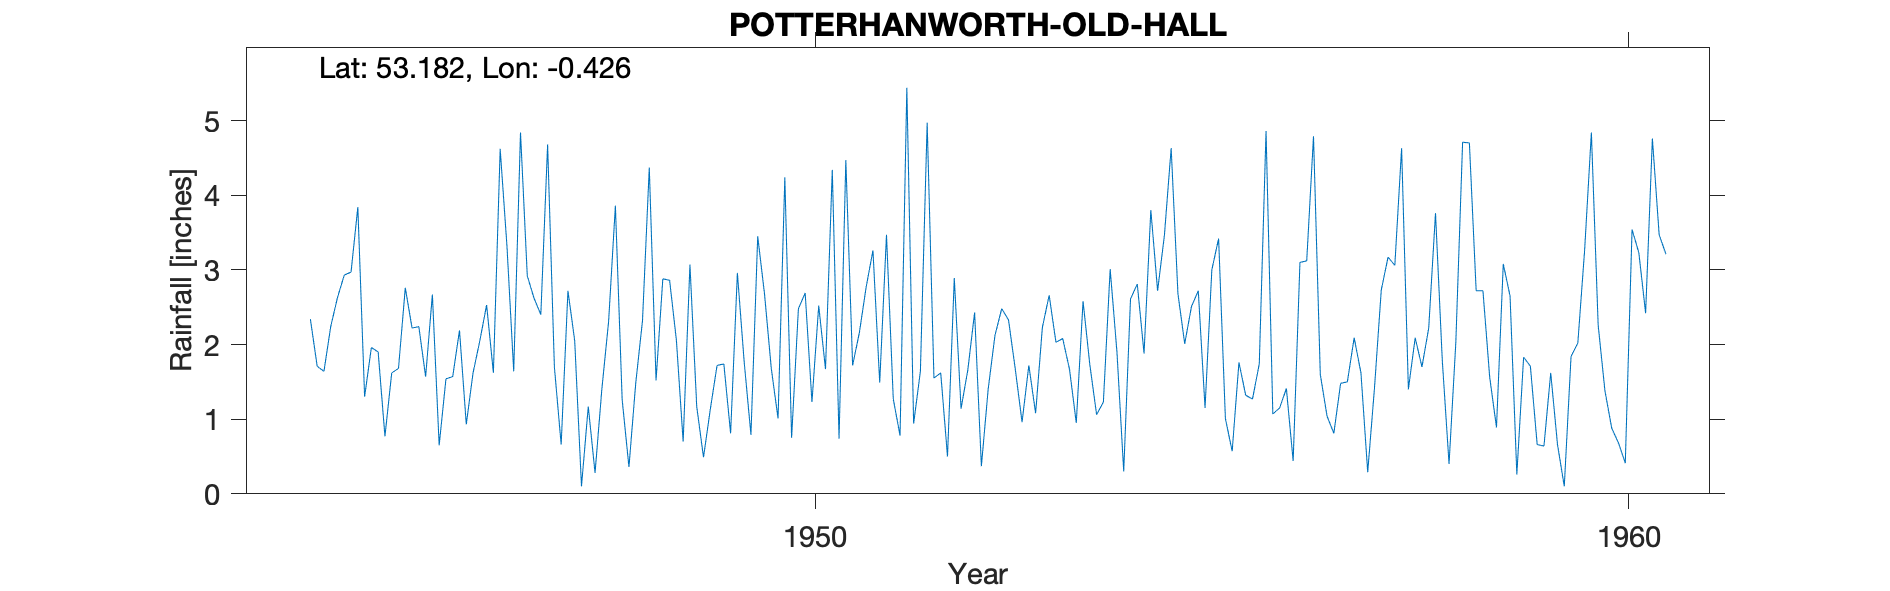 POTTERHANWORTH-OLD-HALL
Lat: 53.182, Lon: -0.426
Rainfall [inches]
5
4
3
2
1
0
1950
1960
Year